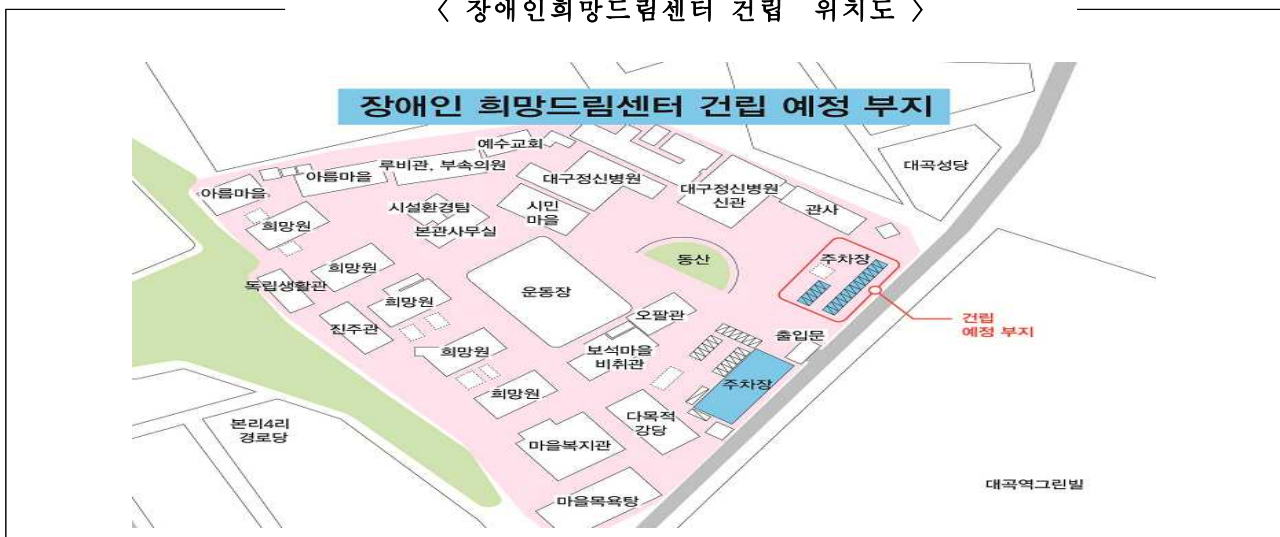 < 장애인희망드림센터 건립 위치도 >
장애인 희망드림센터 건립 예정 부지
예수교회
대곡성당
루비관, 부속의원
아름마을
대구정신병원
아름마을
대구정신병원
신관
시설환경팀
시민
마을
관사
희망원
본관사무실
동산
주차장
희망원
독립생활관
운동장
희망원
오팔관
건립
예정 부지
진주관
출입문
희망원
보석마을
비취관
주차장
희망원
다목적
강당
본리4리
경로당
마을복지관
대곡역그린빌
마을목욕탕